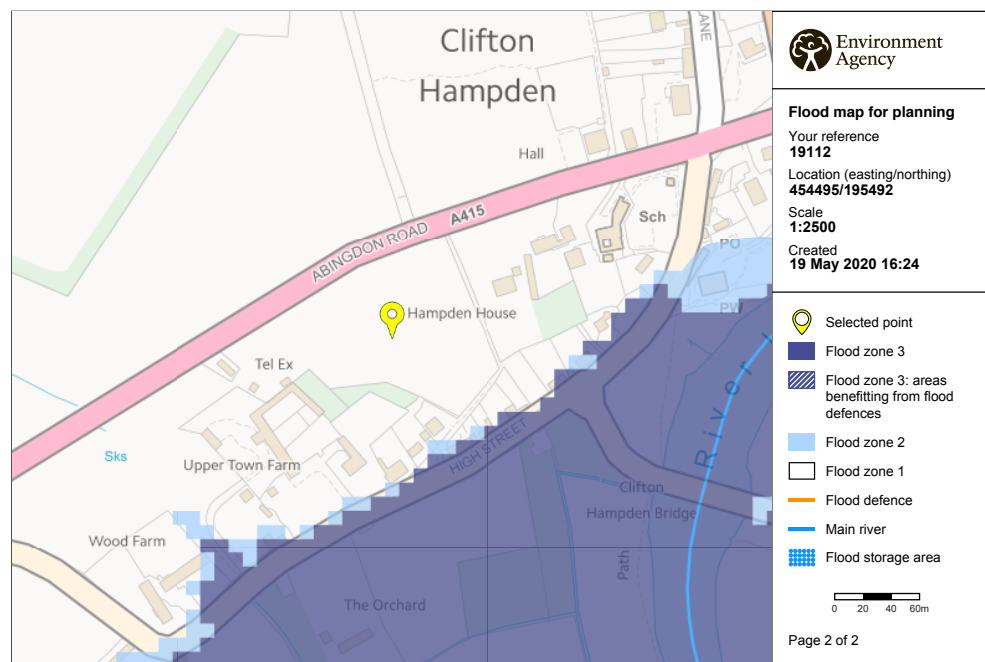 Clifton
Hampden
LANE
Hall
A415
ABINGDON ROAD
Sch
PO
PW
Hampden House
Tel Ex
Sks
Upper Town Farm
HIGH STREET
River
Clifton
Hampden Bridge
Wood Farm
Path
The Orchard
Environment
Agency
Flood map for planning
Your reference
19112
Location (easting/northing)
454495/195492
Scale
1:2500
Created
19 May 2020 16:24
Selected point
Flood zone 3
Flood zone 3: areas
benefitting from flood
defences
Flood zone 2
Flood zone 1
Flood defence
Main river
Flood storage area
0 20 40 60m
Page 2 of 2